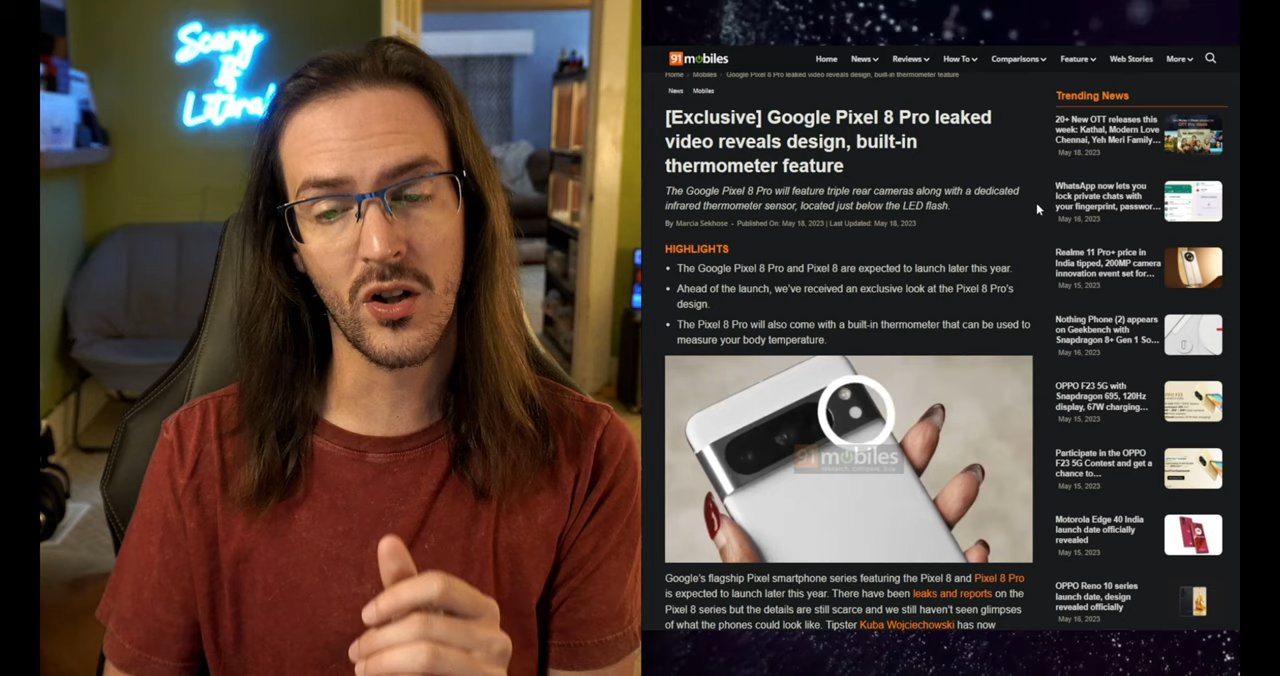 Scary
Is
Literal
91mobiles
Home
News
Reviews
How To
Comparisons
Feature
Web Stories
More
Home
Mobiles
Google Pixel 8 Pro leaked video reveals design, built-in thermometer feature
News
Mobiles
[Exclusive] Google Pixel 8 Pro leaked
video reveals design, built-in
thermometer feature
The Google Pixel 8 Pro will feature triple rear cameras along with a dedicated
infrared thermometer sensor, located just below the LED flash.
By Marcia Sekhose - Published On: May 18, 2023 | Last Updated: May 18, 2023
HIGHLIGHTS
• The Google Pixel 8 Pro and Pixel 8 are expected to launch later this year.
• Ahead of the launch, we've received an exclusive look at the Pixel 8 Pro's
design.
• The Pixel 8 Pro will also come with a built-in thermometer that can be used to
measure your body temperature.
91mobiles
Google's flagship Pixel smartphone series featuring the Pixel 8 and Pixel 8 Pro
is expected to launch later this year. There have been leaks and reports on the
Pixel 8 series but the details are still scarce and we still haven't seen glimpses
of what the phones could look like. Tipster Kuba Wojciechowski has now
Trending News
20+ New OTT releases this
week: Kathal, Modern Love
Chennai, Yeh Meri Family...
May 18, 2023
WhatsApp now lets you
lock private chats with
your fingerprint, passwor...
May 16, 2023
Realme 11 Pro+ price in
India tipped, 200MP camera
innovation event set for...
May 15, 2023
Nothing Phone (2) appears
on Geekbench with
Snapdragon 8+ Gen 1 So...
May 16, 2023
OPPO F23 5G with
Snapdragon 695, 120Hz
display, 67W charging...
May 15, 2023
Participate in the OPPO
F23 5G Contest and get a
chance to...
May 15, 2023
Motorola Edge 40 India
launch date officially
revealed
May 15, 2023
OPPO Reno 10 series
launch date, design
revealed officially
May 16, 2023